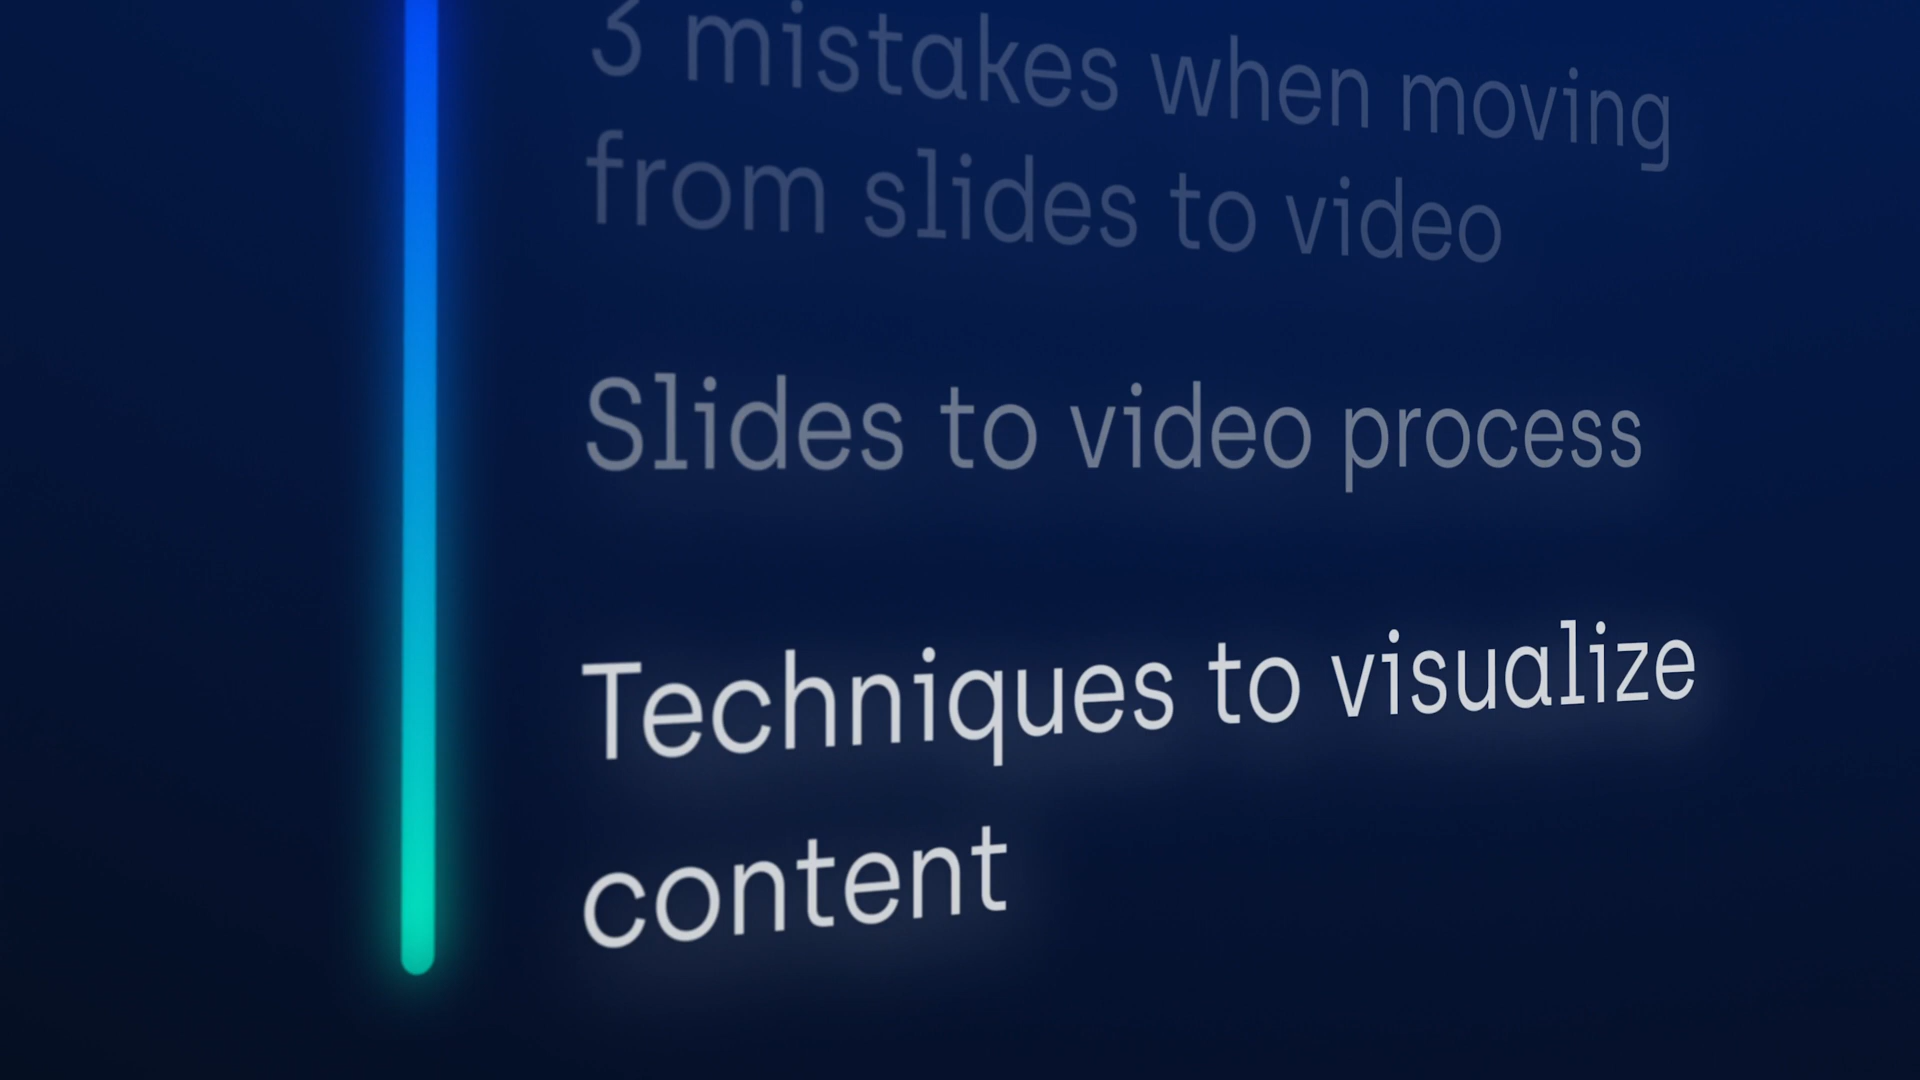 3 mistakes when moving
from slides to video
Slides to video process
Techniques to visualize
content